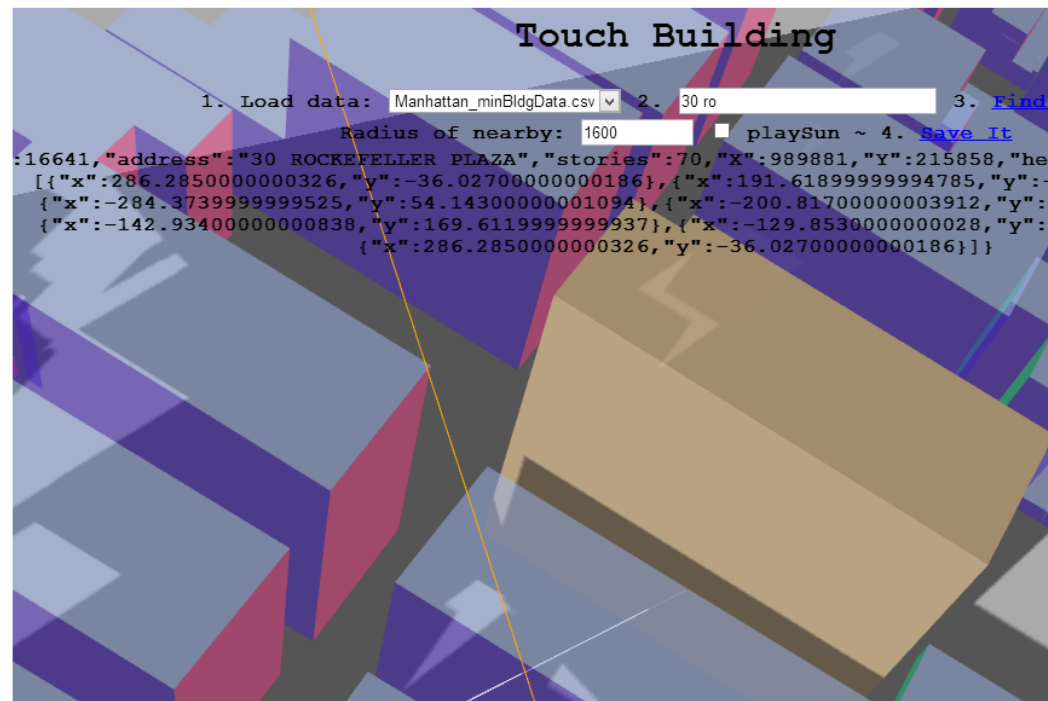 Touch Building
1. Load data: Manhattan_minBldgData.csv 2. 30 ro 3. Find
Radius of nearby: 1600 playSun ~ 4. Save It
:16641,"address":"30 ROCKEFELLER PLAZA","stories":70,"X":989881,"Y":215858,"he
[{"x":286.2850000000326,"y":-36.02700000000186},{"x":191.61899999994785,"y":-
{"x":-284.3739999999525,"y":54.14300000001094},{"x":-200.81700000003912,"y":
{"x":-142.93400000000838,"y":169.6119999999937},{"x":-129.8530000000028,"y":
{"x":286.2850000000326,"y":-36.02700000000186}]}